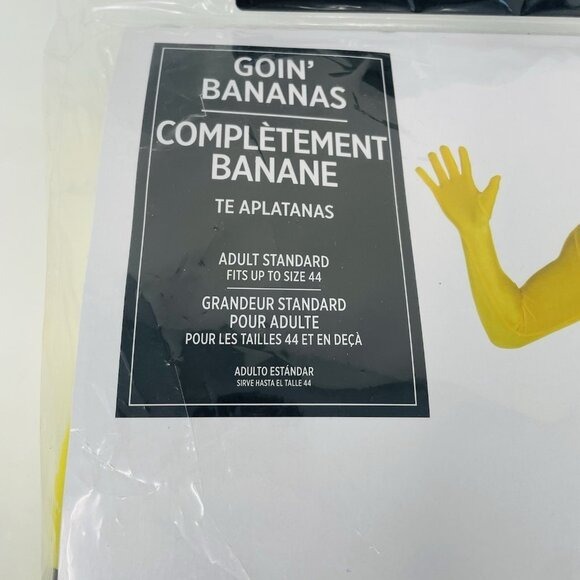 GOIN'
BANANAS
COMPLÈTEMENT
BANANE
TE APLATANAS
ADULT STANDARD
FITS UP TO SIZE 44
GRANDEUR STANDARD
POUR ADULTE
POUR LES TAILLES 44 ET EN DEÇÀ
ADULTO ESTÁNDAR
SIRVE HASTA EL TALLE 44